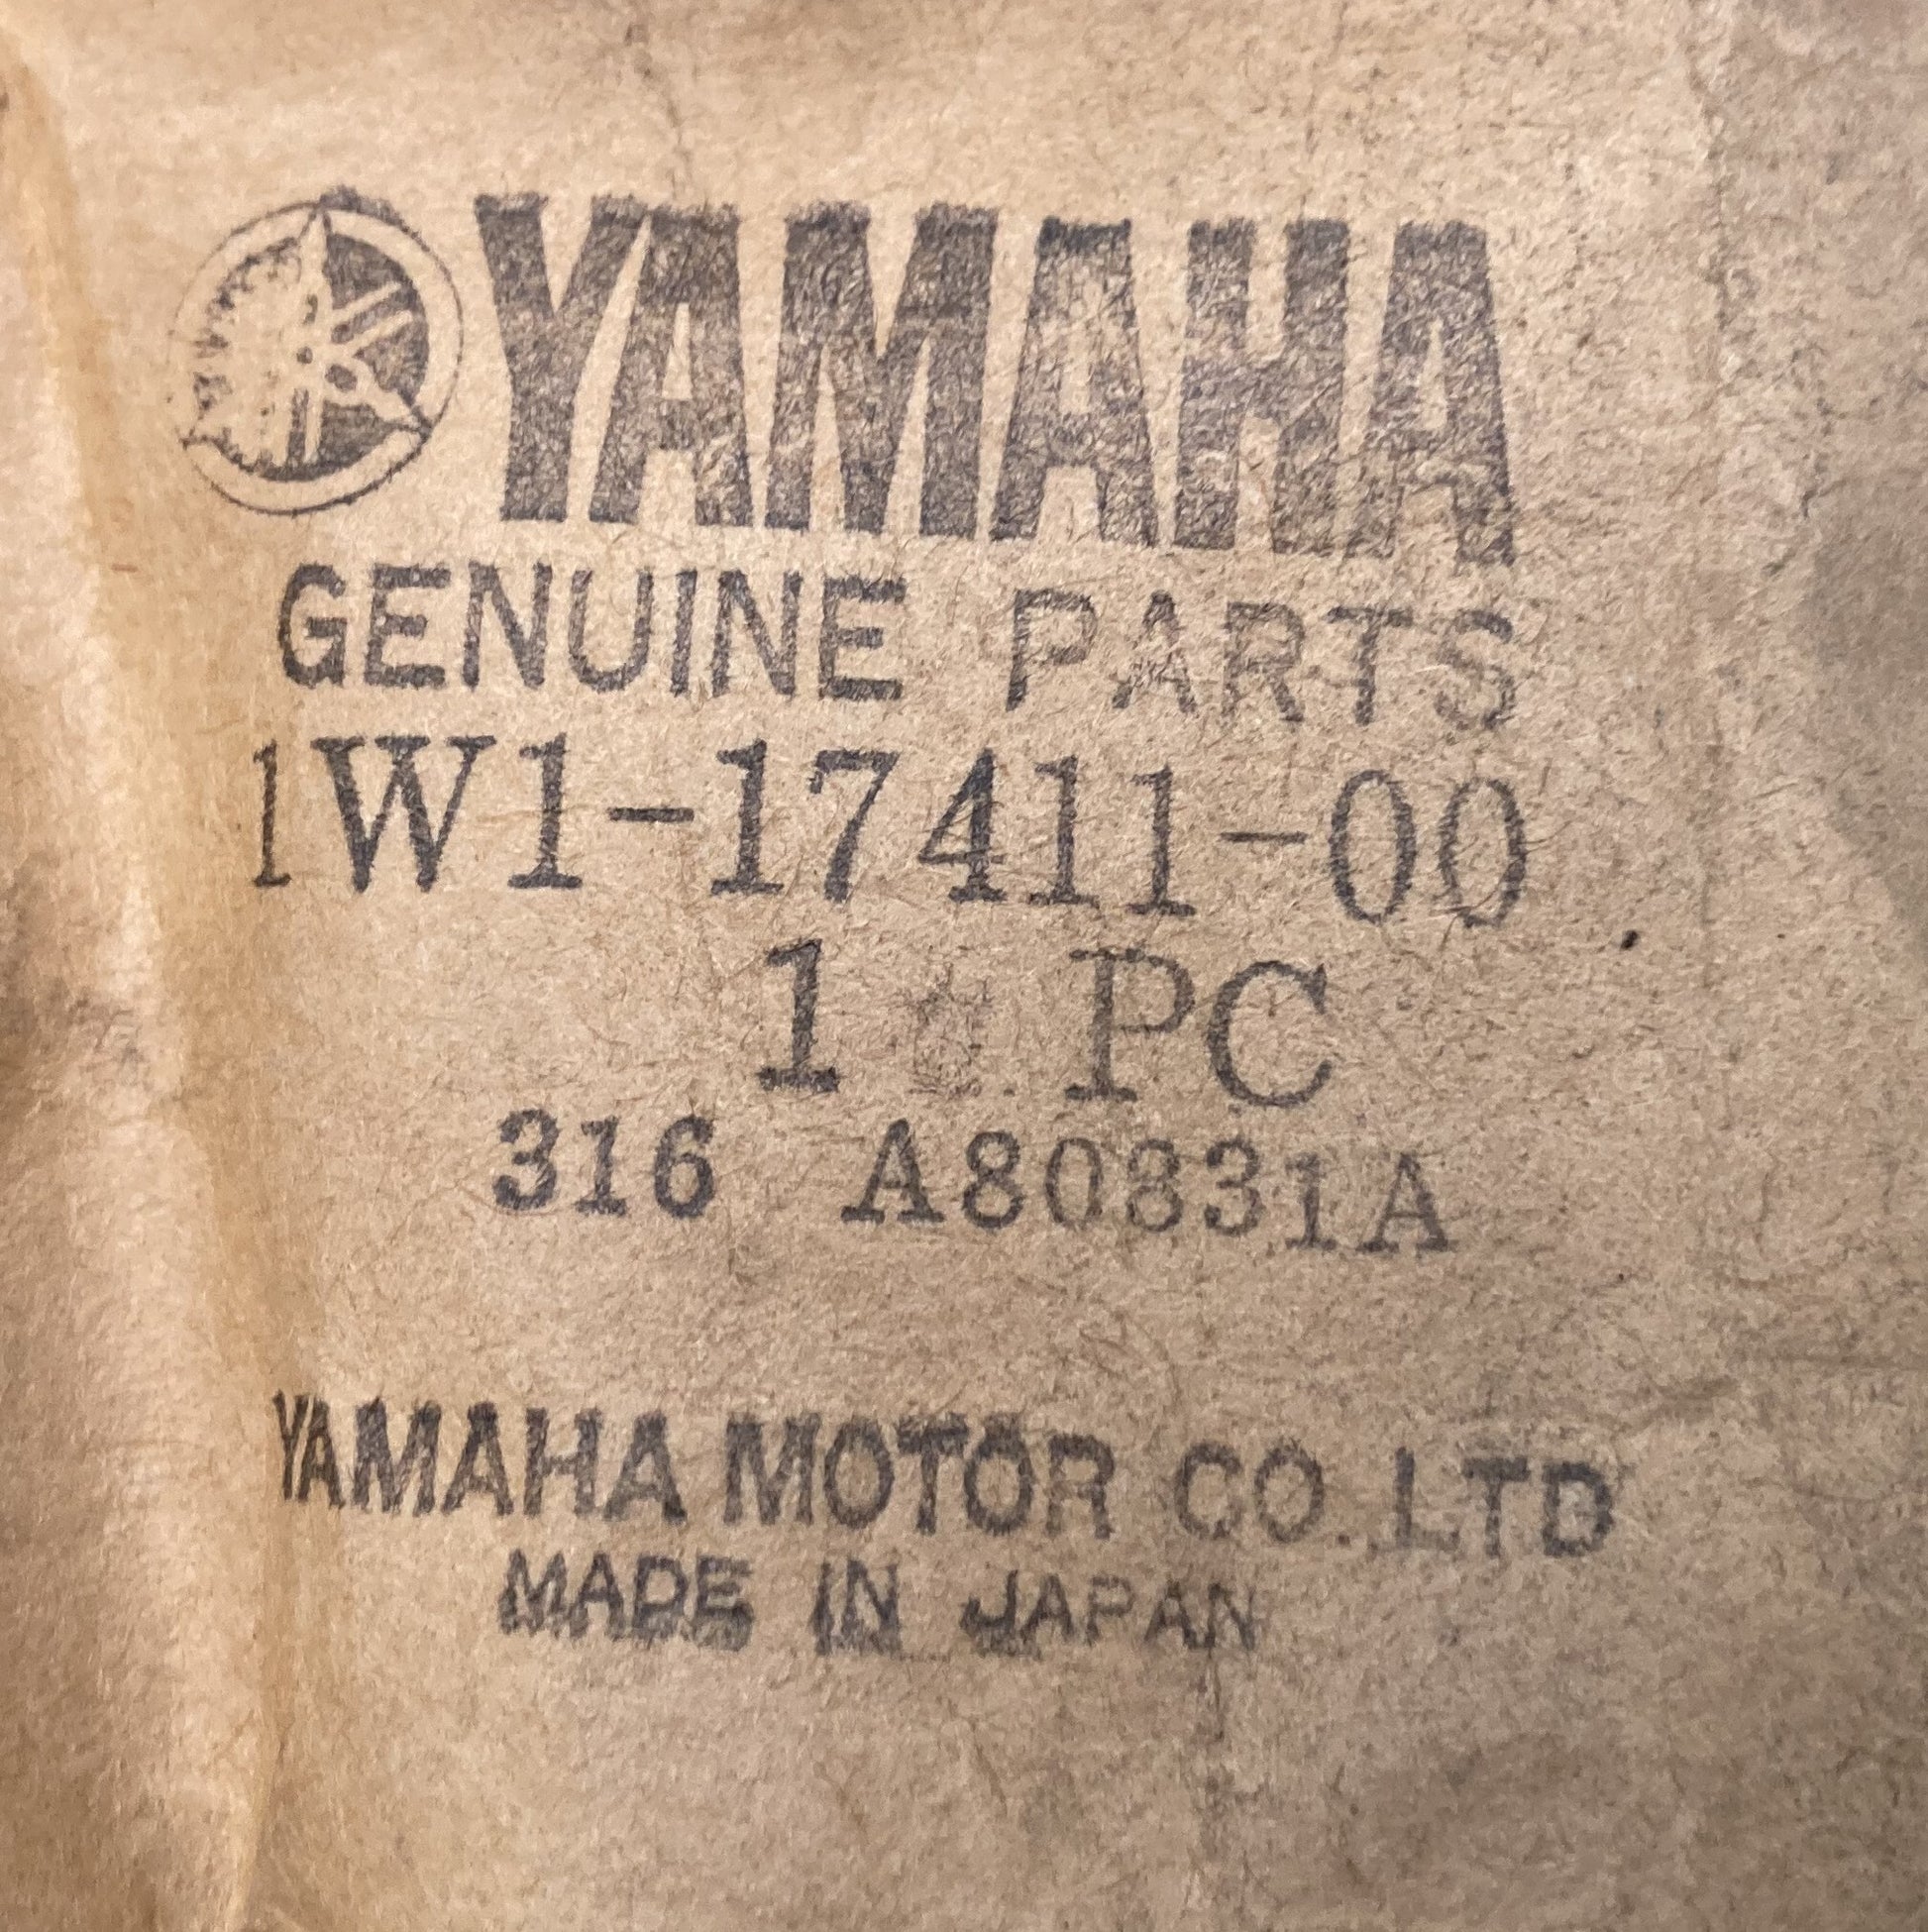 YAMAHA
GENUINE PARTS
1W1-17411-00
1 PC
316 A80831A
YAMAHA MOTOR CO.,LTD
MADE IN JAPAN